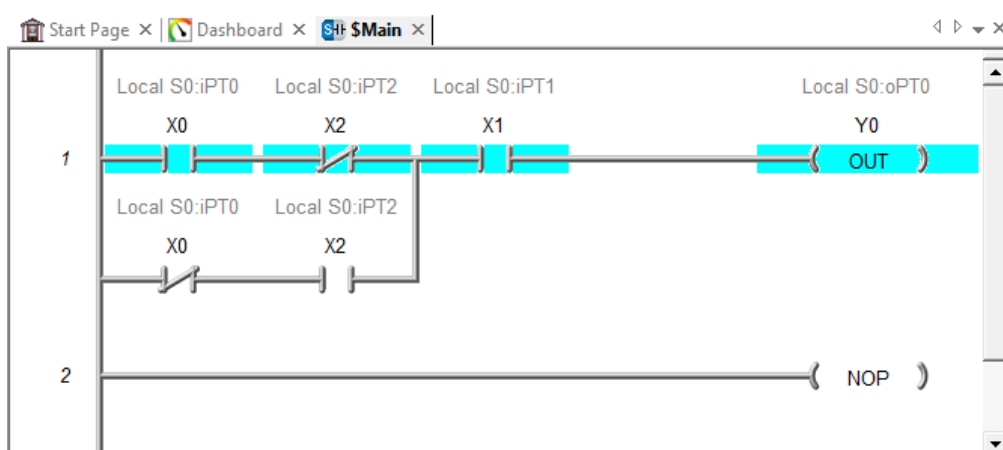 Start Page Dashboard $Main
Local S0:iPT0 Local S0:iPT2 Local S0:iPT1 Local S0:oPT0
X0 X2 X1 Y0
1 OUT
Local S0:iPT0 Local S0:iPT2
X0 X2
2 NOP